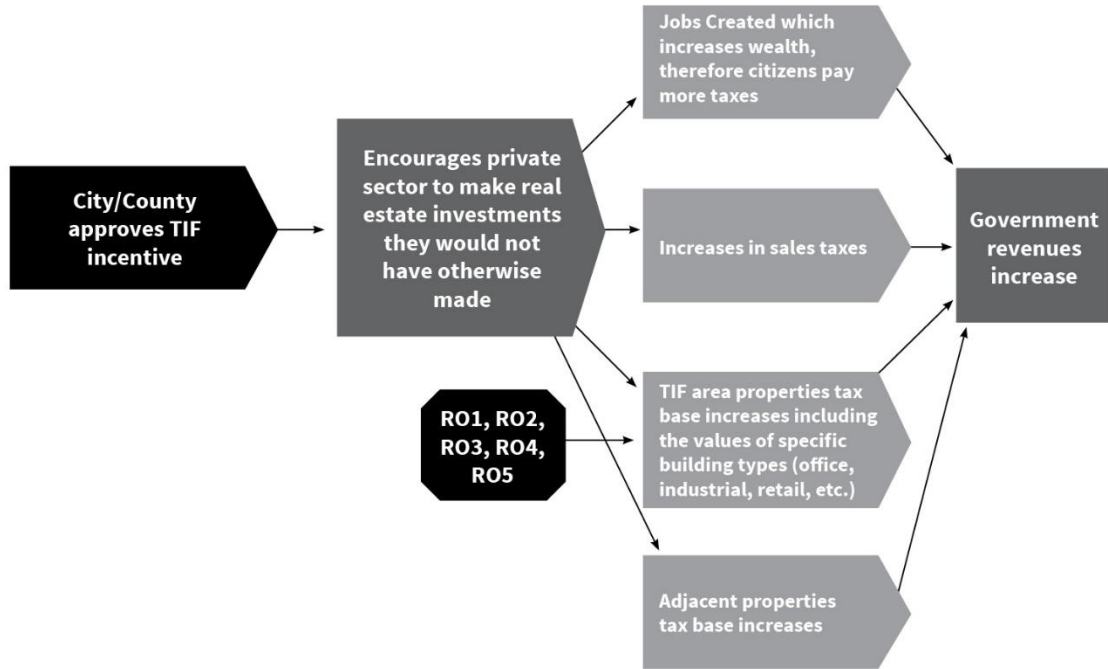 City/County
approves TIF
incentive
Encourages private
sector to make real
estate investments
they would not
have otherwise
made
RO1, RO2,
RO3, RO4,
RO5
Jobs Created which
increases wealth,
therefore citizens pay
more taxes
Increases in sales taxes
TIF area properties tax
base increases including
the values of specific
building types (office,
industrial, retail, etc.)
Adjacent properties
tax base increases
Government
revenues
increase